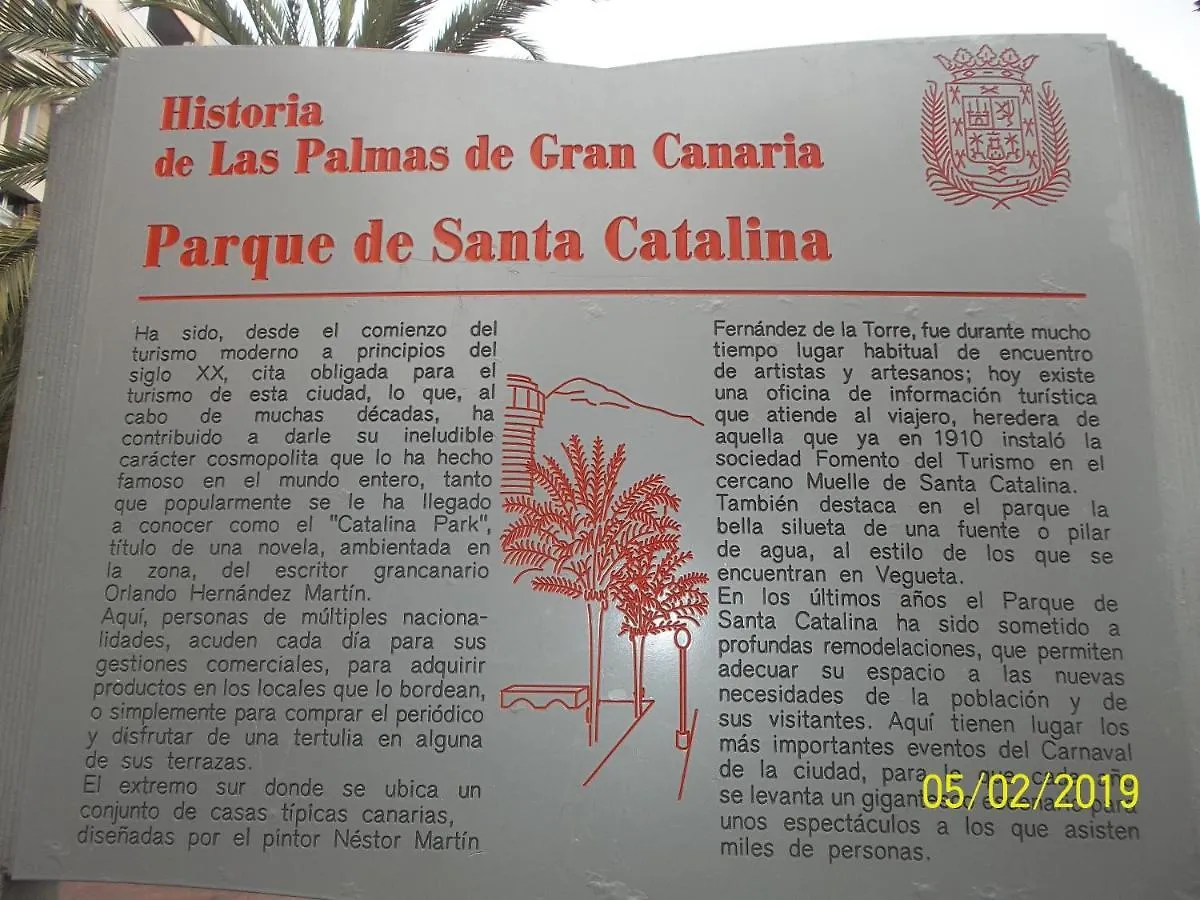 Historia
de Las Palmas de Gran Canaria
Parque de Santa Catalina
Ha sido, desde el comienzo del
turismo moderno a principios del
siglo XX, cita obligada para el
turismo de esta ciudad, lo que, al
cabo de muchas décadas, ha
contribuido a darle su ineludible
carácter cosmopolita que lo ha hecho
famoso en el mundo entero, tanto
que popularmente se le ha llegado
a conocer como el "Catalina Park",
título de una novela, ambientada en
la zona, del escritor grancanario
Orlando Hernández Martín.
Aquí, personas de múltiples naciona-
lidades, acuden cada día para sus
gestiones comerciales, para adquirir
productos en los locales que lo bordean,
o simplemente para comprar el periódico
y disfrutar de una tertulia en alguna
de sus terrazas.
El extremo sur donde se ubica un
conjunto de casas típicas canarias,
diseñadas por el pintor Néstor Martín
Fernández de la Torre, fue durante mucho
tiempo lugar habitual de encuentro
de artistas y artesanos; hoy existe
una oficina de información turística
que atiende al viajero, heredera de
aquella que ya en 1910 instaló la
sociedad Fomento del Turismo en el
cercano Muelle de Santa Catalina.
También destaca en el parque la
bella silueta de una fuente o pilar
de agua, al estilo de los que se
encuentran en Vegueta.
En los últimos años el Parque de
Santa Catalina ha sido sometido a
profundas remodelaciones, que permiten
adecuar su espacio a las nuevas
necesidades de la población y de
sus visitantes. Aquí tienen lugar los
más importantes eventos del Carnaval
de la ciudad, para lo que cada año
se levanta un gigantesco escenario para
unos espectáculos a los que asisten
miles de personas.
05/02/2019